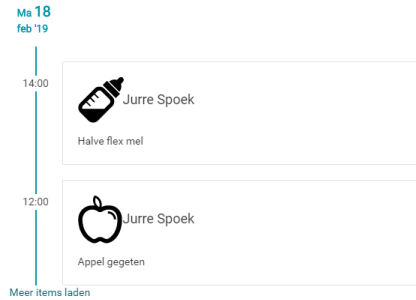 Ma 18
feb '19
14:00
Jurre Spoek
Halve flex mel
12:00
Jurre Spoek
Appel gegeten
Meer items laden